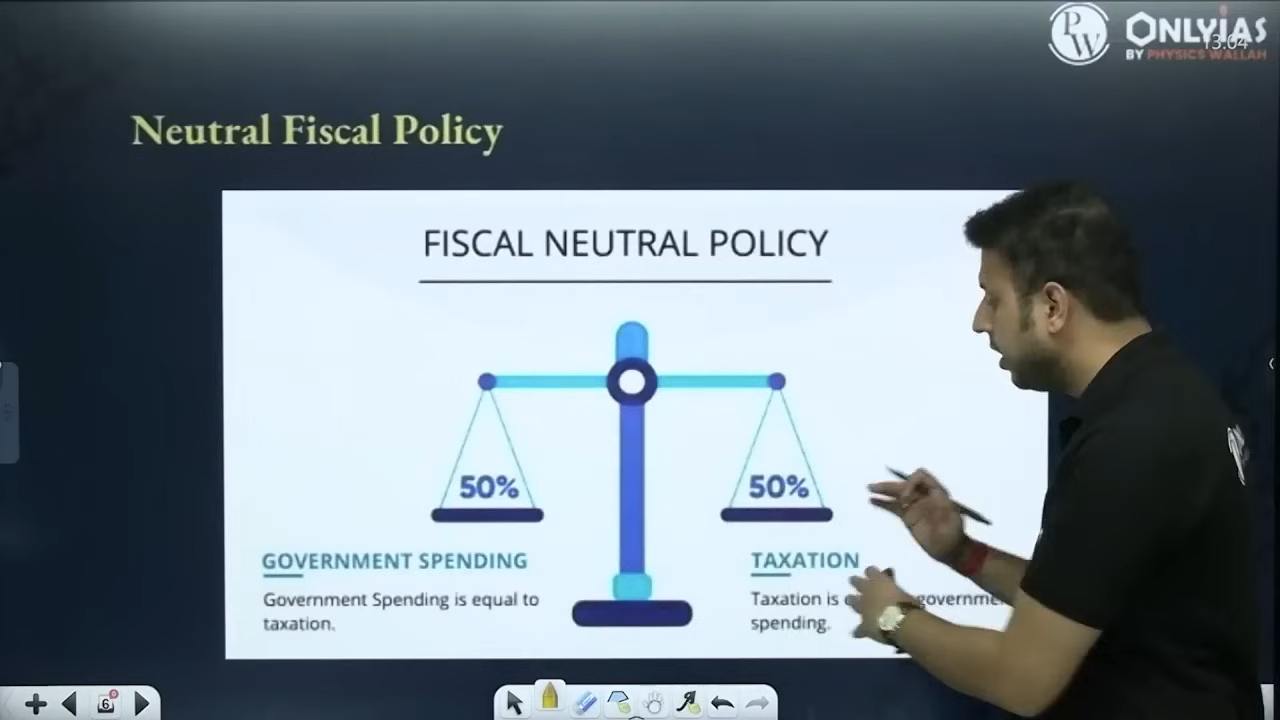 PW
ONLYIAS
13:04
BY PHYSICS WALLAH
Neutral Fiscal Policy
FISCAL NEUTRAL POLICY
50%
50%
GOVERNMENT SPENDING
Government Spending is equal to
taxation.
TAXATION
Taxation is
spending.
6